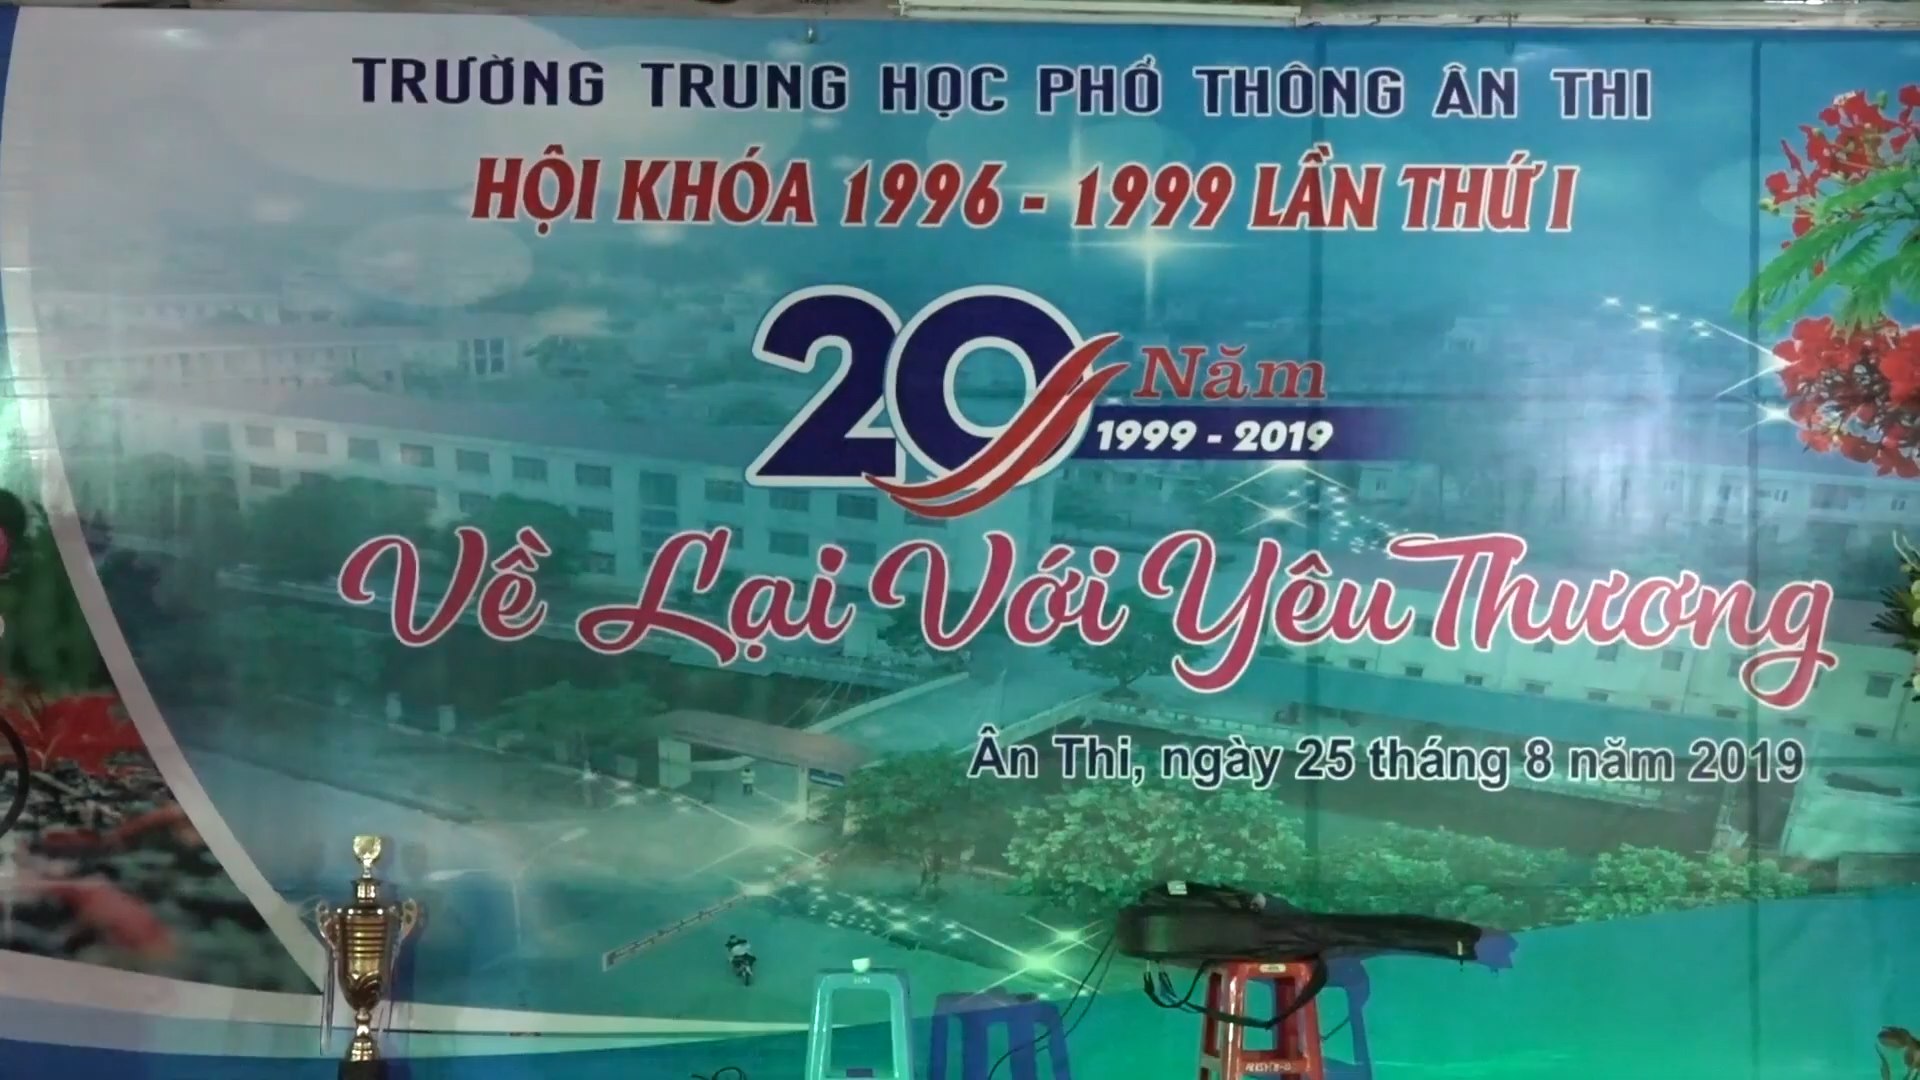 TRƯỜNG TRUNG HỌC PHỔ THÔNG ÂN THI
HỘI KHÓA 1996 - 1999 LẦN THỨ I
20 Năm
1999 - 2019
Về Lại Với Yêu Thương
Ân Thi, ngày 25 tháng 8 năm 2019